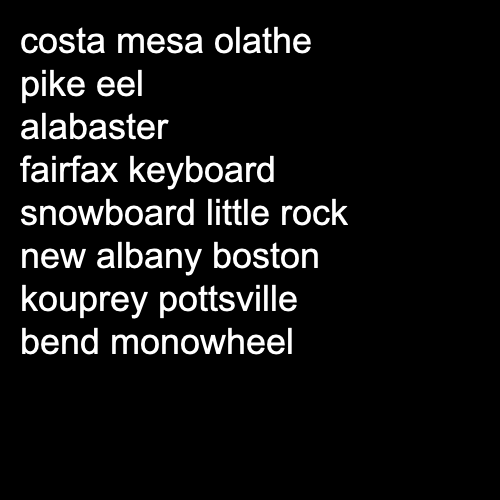 costa mesa olathe
pike eel
alabaster
fairfax keyboard
snowboard little rock
new albany boston
kouprey pottsville
bend monowheel